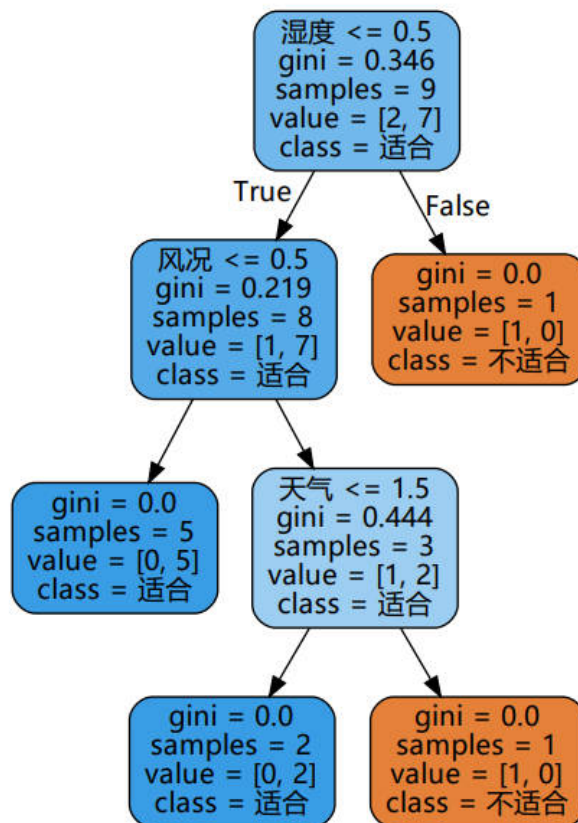 湿度 <= 0.5
gini = 0.346
samples = 9
value = [2, 7]
class = 适合
True
False
风况 <= 0.5
gini = 0.219
samples = 8
value = [1, 7]
class = 适合
gini = 0.0
samples = 1
value = [1, 0]
class = 不适合
gini = 0.0
samples = 5
value = [0, 5]
class = 适合
天气 <= 1.5
gini = 0.444
samples = 3
value = [1, 2]
class = 适合
gini = 0.0
samples = 2
value = [0, 2]
class = 适合
gini = 0.0
samples = 1
value = [1, 0]
class = 不适合